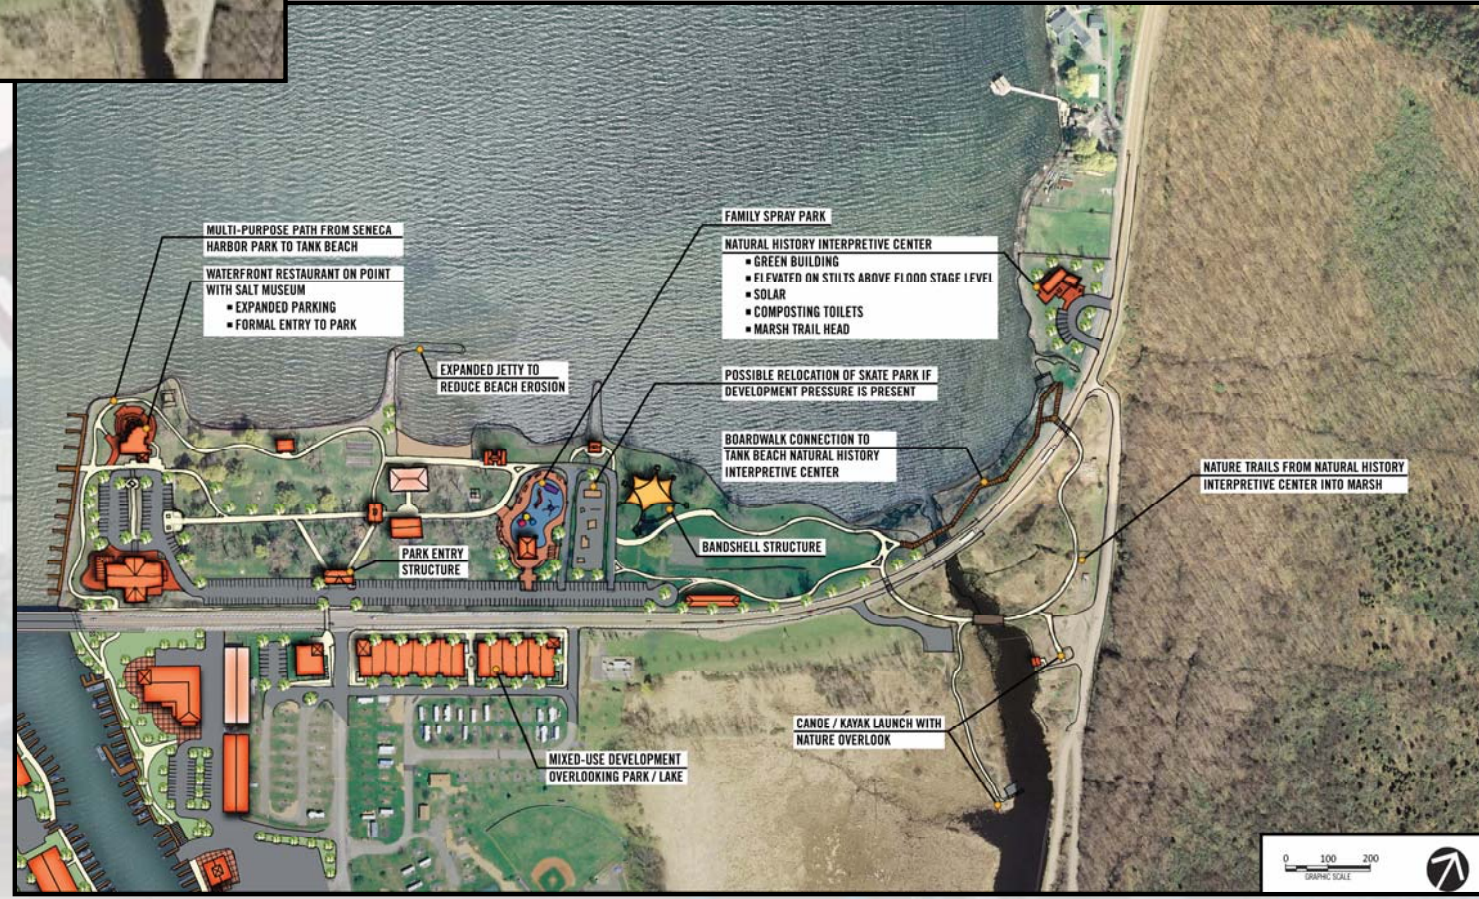 MULTI-PURPOSE PATH FROM SENECA
HARBOR PARK TO TANK BEACH
WATERFRONT RESTAURANT ON POINT
WITH SALT MUSEUM
▪ EXPANDED PARKING
▪ FORMAL ENTRY TO PARK
EXPANDED JETTY TO
REDUCE BEACH EROSION
FAMILY SPRAY PARK
NATURAL HISTORY INTERPRETIVE CENTER
▪ GREEN BUILDING
▪ ELEVATED ON STILTS ABOVE FLOOD STAGE LEVEL
▪ SOLAR
▪ COMPOSTING TOILETS
▪ MARSH TRAIL HEAD
POSSIBLE RELOCATION OF SKATE PARK IF
DEVELOPMENT PRESSURE IS PRESENT
BOARDWALK CONNECTION TO
TANK BEACH NATURAL HISTORY
INTERPRETIVE CENTER
NATURE TRAILS FROM NATURAL HISTORY
INTERPRETIVE CENTER INTO MARSH
BANDSHELL STRUCTURE
PARK ENTRY
STRUCTURE
CANOE / KAYAK LAUNCH WITH
NATURE OVERLOOK
MIXED-USE DEVELOPMENT
OVERLOOKING PARK / LAKE
0 100 200
GRAPHIC SCALE